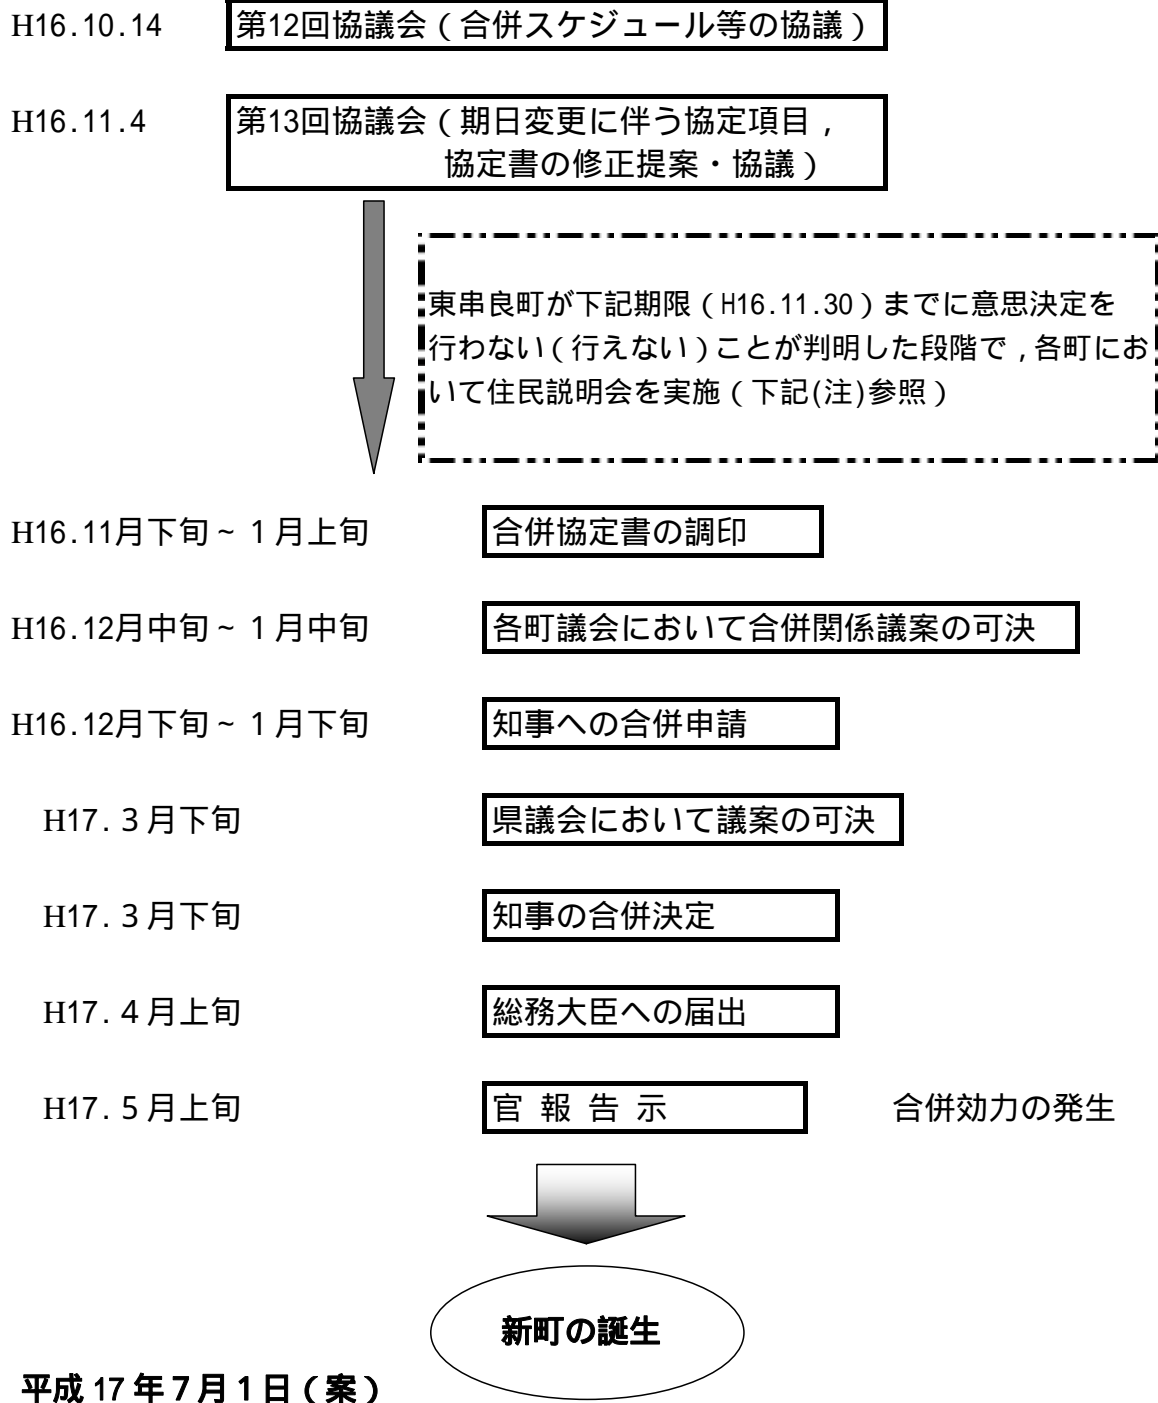 H16.10.14 第12回協議会（合併スケジュール等の協議）
H16.11.4 第13回協議会（期日変更に伴う協定項目，
協定書の修正提案・協議）
東串良町が下記期限（H16.11.30）までに意思決定を
行わない（行えない）ことが判明した段階で，各町にお
いて住民説明会を実施（下記(注)参照）
H16.11月下旬～１月上旬 合併協定書の調印
H16.12月中旬～１月中旬 各町議会において合併関係議案の可決
H16.12月下旬～１月下旬 知事への合併申請
H17.３月下旬 県議会において議案の可決
H17.３月下旬 知事の合併決定
H17.４月上旬 総務大臣への届出
H17.５月上旬 官 報 告 示 合併効力の発生
新町の誕生
平成 17 年７月１日（案）